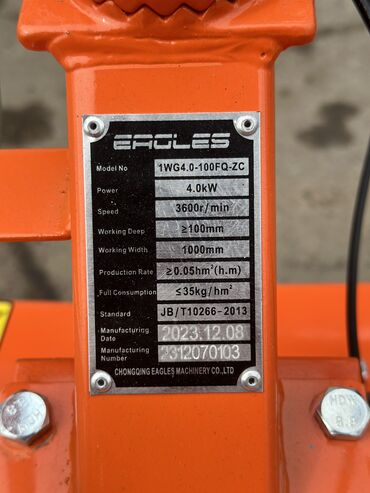 EAGLES
Model No 1WG4.0-100FQ-ZC
Power 4.0kW
Speed 3600r/min
Working Deep ≥100mm
Working Width 1000mm
Production Rate ≥0.05hm²(h.m)
Full Consumption ≤35kg/hm²
Standard JB/T10266-2013
Manufacturing Date 2023.12.08
Manufacturing Number 2312070103
CHONGQING EAGLES MACHINERY CO.,LTD
8.8